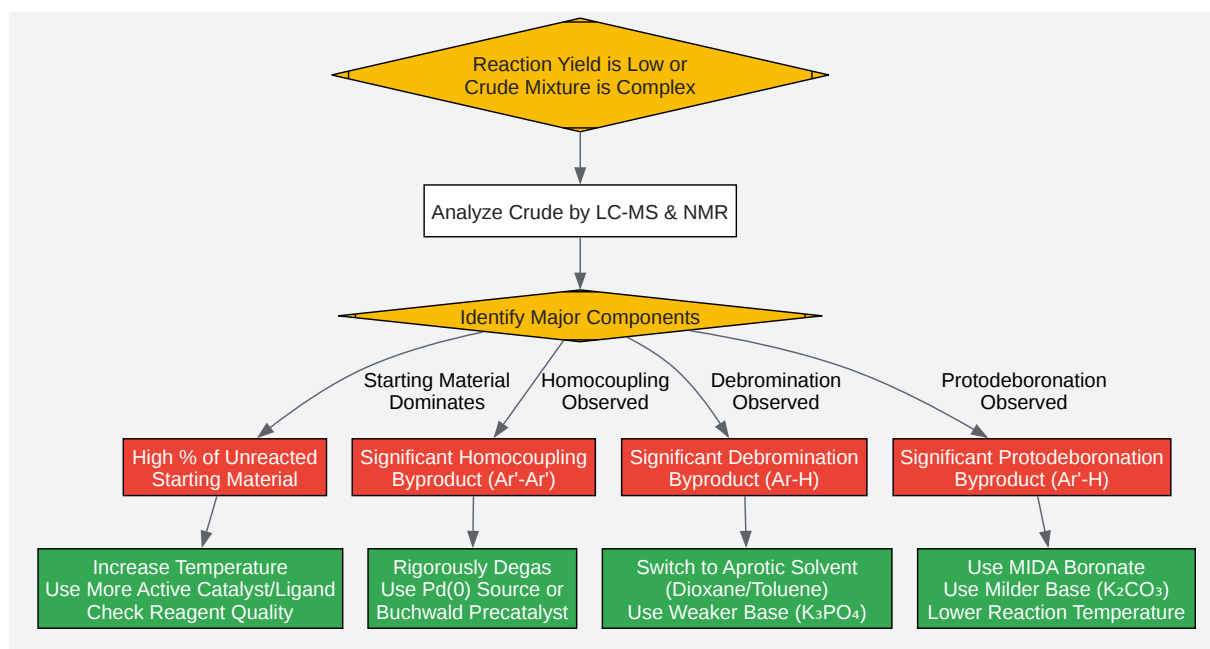 Reaction Yield is Low or
Crude Mixture is Complex
Analyze Crude by LC-MS & NMR
Identify Major Components
Starting Material
Dominates
Homocoupling
Observed
Debromination
Observed
Protodeboronation
Observed
High % of Unreacted
Starting Material
Significant Homocoupling
Byproduct (Ar'-Ar')
Significant Debromination
Byproduct (Ar-H)
Significant Protodeboronation
Byproduct (Ar'-H)
Increase Temperature
Use More Active Catalyst/Ligand
Check Reagent Quality
Rigorously Degas
Use Pd(0) Source or
Buchwald Precatalyst
Switch to Aprotic Solvent
(Dioxane/Toluene)
Use Weaker Base (K₃PO₄)
Use MIDA Boronate
Use Milder Base (K₂CO₃)
Lower Reaction Temperature